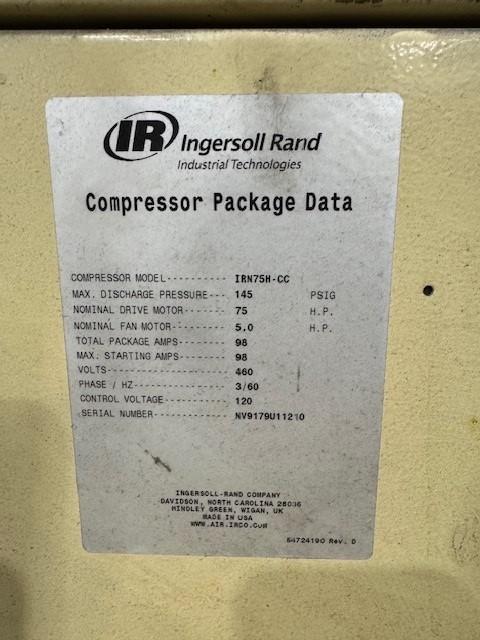 IR Ingersoll Rand
Industrial Technologies
Compressor Package Data
COMPRESSOR MODEL---------- IRN75H-CC
MAX. DISCHARGE PRESSURE--- 145 PSIG
NOMINAL DRIVE MOTOR------- 75 H.P.
NOMINAL FAN MOTOR--------- 5.0 H.P.
TOTAL PACKAGE AMPS-------- 98
MAX. STARTING AMPS-------- 98
VOLTS--------------------- 460
PHASE / HZ---------------- 3/60
CONTROL VOLTAGE----------- 120
SERIAL NUMBER------------- NV9179U11210
INGERSOLL-RAND COMPANY
DAVIDSON, NORTH CAROLINA 28036
HINDLEY GREEN, WIGAN, UK
MADE IN USA
WWW.AIR.IRCO.COM
54724190 Rev. D